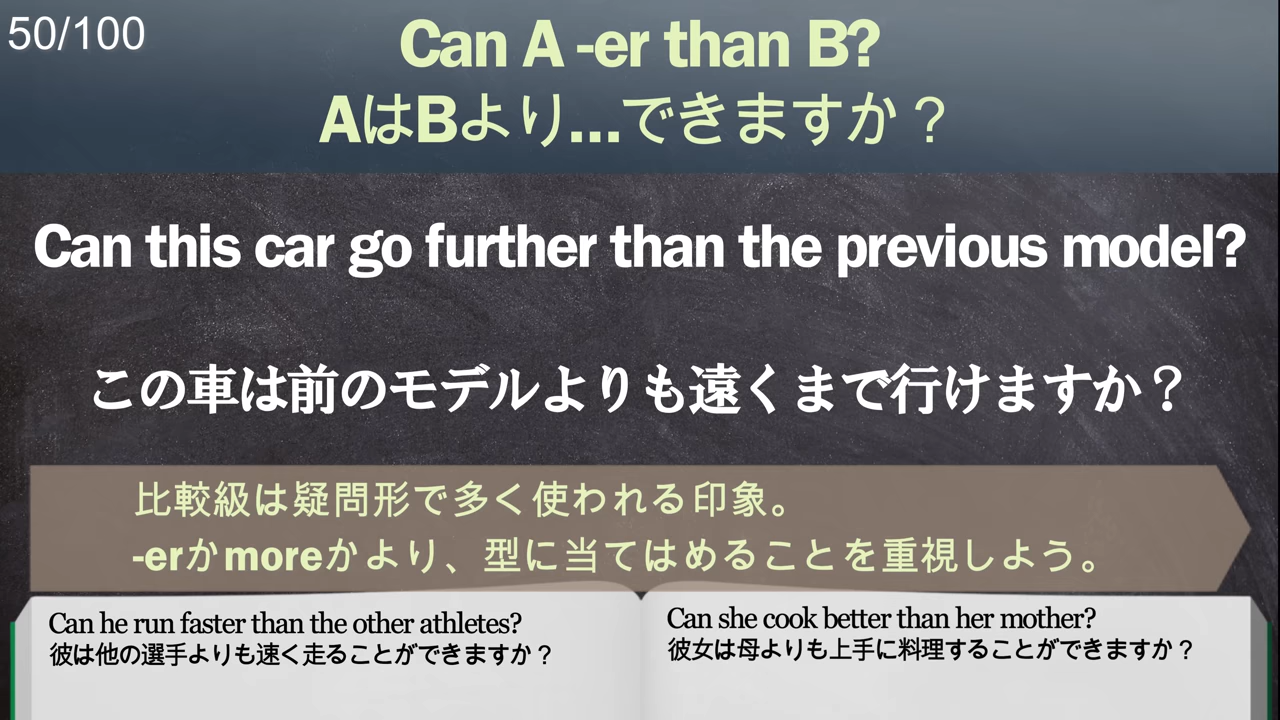 50/100
Can A -er than B?
AはBより...できますか？
Can this car go further than the previous model?
この車は前のモデルよりも遠くまで行けますか？
比較級は疑問形で多く使われる印象。
-erかmoreかより、型に当てはめることを重視しよう。
Can he run faster than the other athletes?
彼は他の選手よりも速く走ることができますか？
Can she cook better than her mother?
彼女は母よりも上手に料理することができますか？